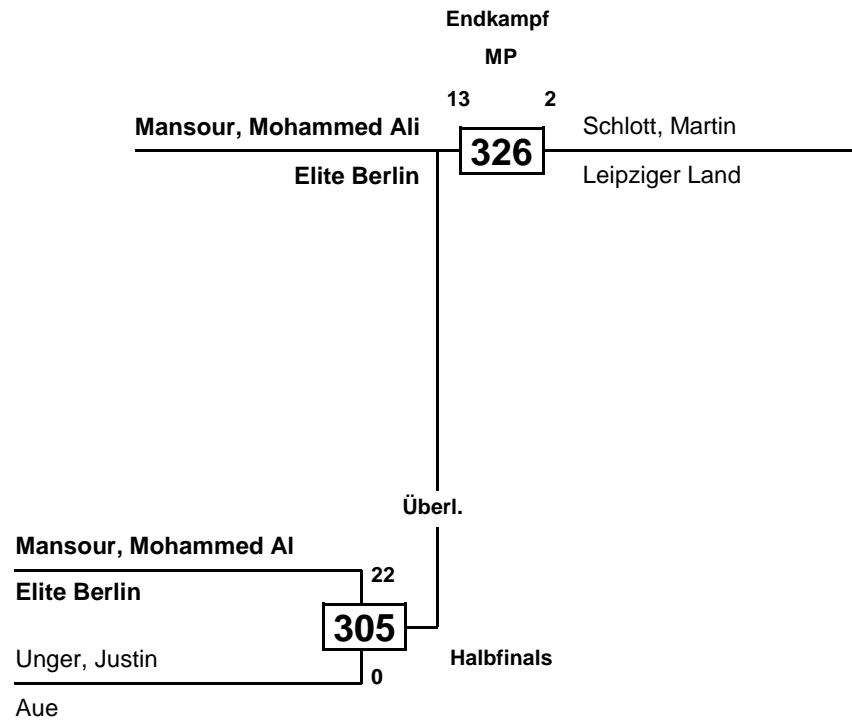 Endkampf
MP
13 2
Mansour, Mohammed Ali 326 Schlott, Martin
Elite Berlin Leipziger Land
Überl.
Mansour, Mohammed Al
22
Elite Berlin
305
Unger, Justin Halbfinals
0
Aue